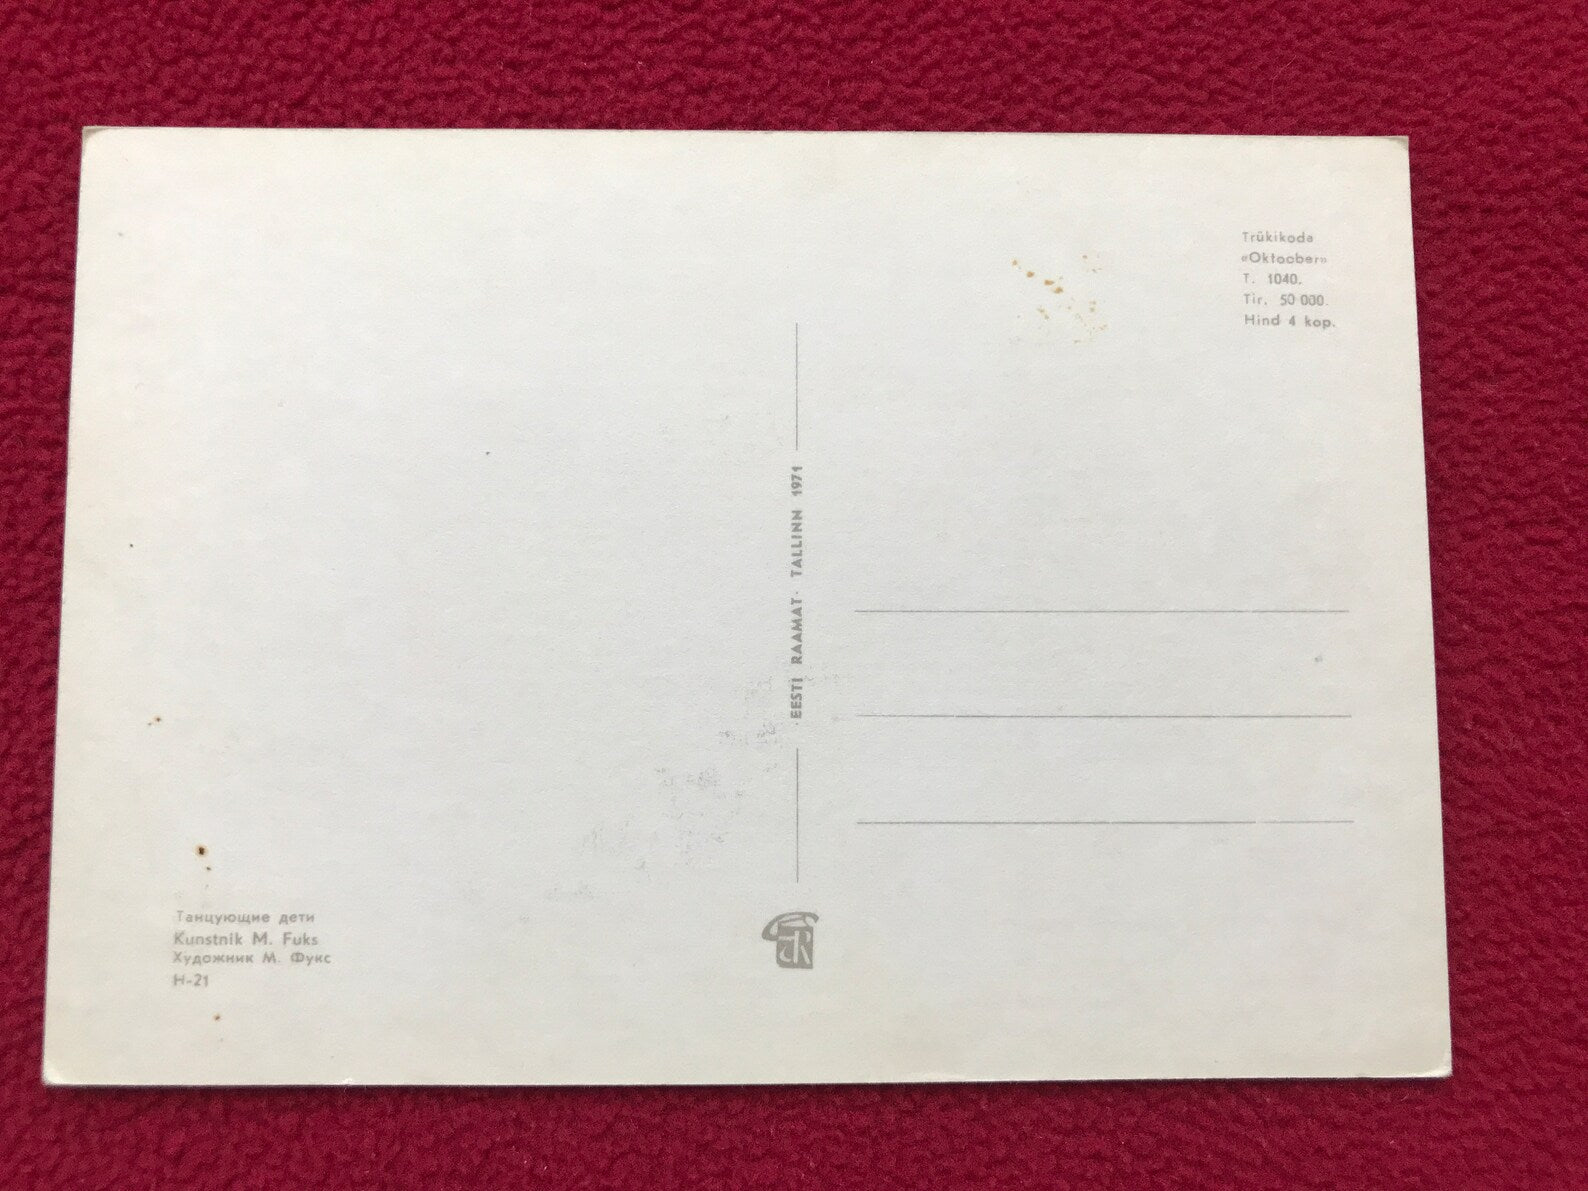 Trükikoda
«Oktoober»
T. 1040.
Tir. 50 000.
Hind 4 kop.
EESTI RAAMAT · TALLINN 1971
Танцующие дети
Kunstnik M. Fuks
Художник М. Фукс
Н-21
ER